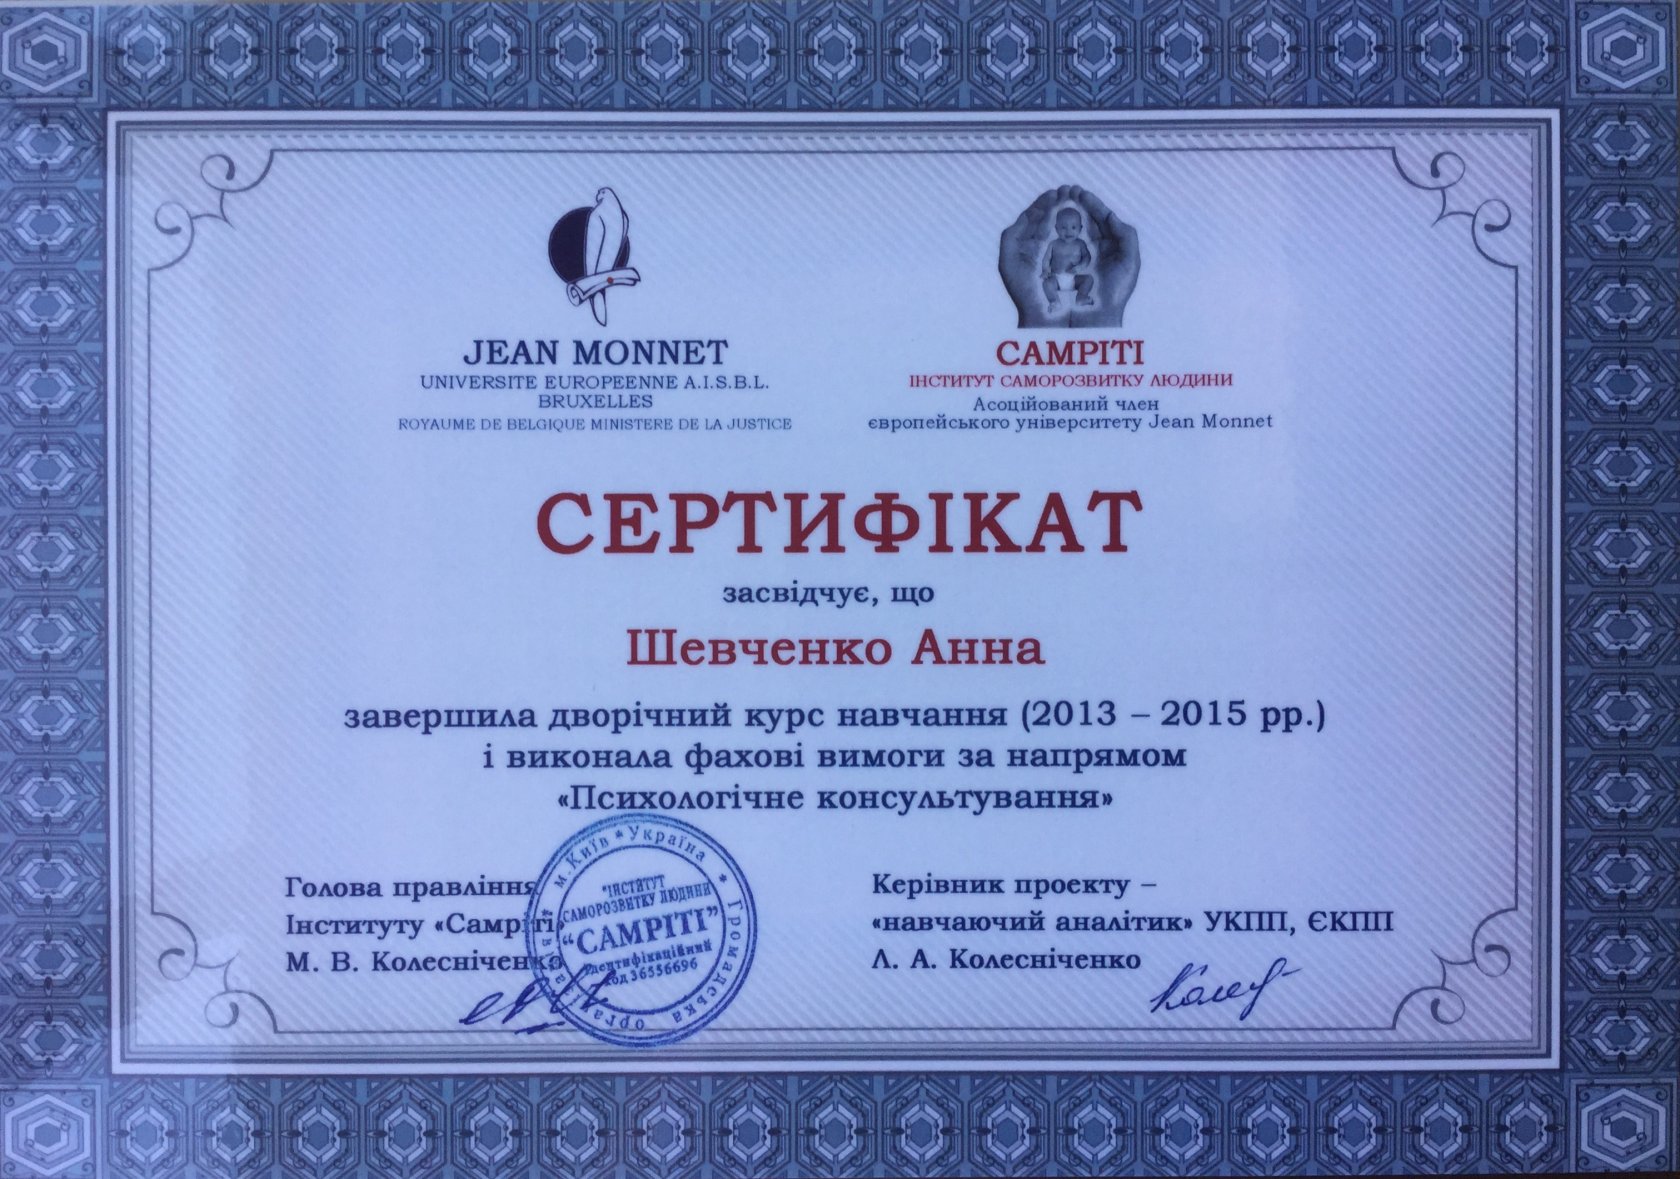 JEAN MONNET
UNIVERSITE EUROPEENNE A.I.S.B.L.
BRUXELLES
ROYAUME DE BELGIQUE MINISTERE DE LA JUSTICE
САМРІТІ
ІНСТИТУТ САМОРОЗВИТКУ ЛЮДИНИ
Асоційований член
європейського університету Jean Monnet
СЕРТИФІКАТ
засвідчує, що
Шевченко Анна
завершила дворічний курс навчання (2013 – 2015 рр.)
і виконала фахові вимоги за напрямом
«Психологічне консультування»
Голова правління
Інституту «Самріті»
М. В. Колесніченко
м. Київ * Україна * Громадська організація *
"ІНСТИТУТ
САМОРОЗВИТКУ ЛЮДИНИ
“САМРІТІ”
Ідентифікаційний
код 36556696
Керівник проекту –
«навчаючий аналітик» УКПП, ЄКПП
Л. А. Колесніченко